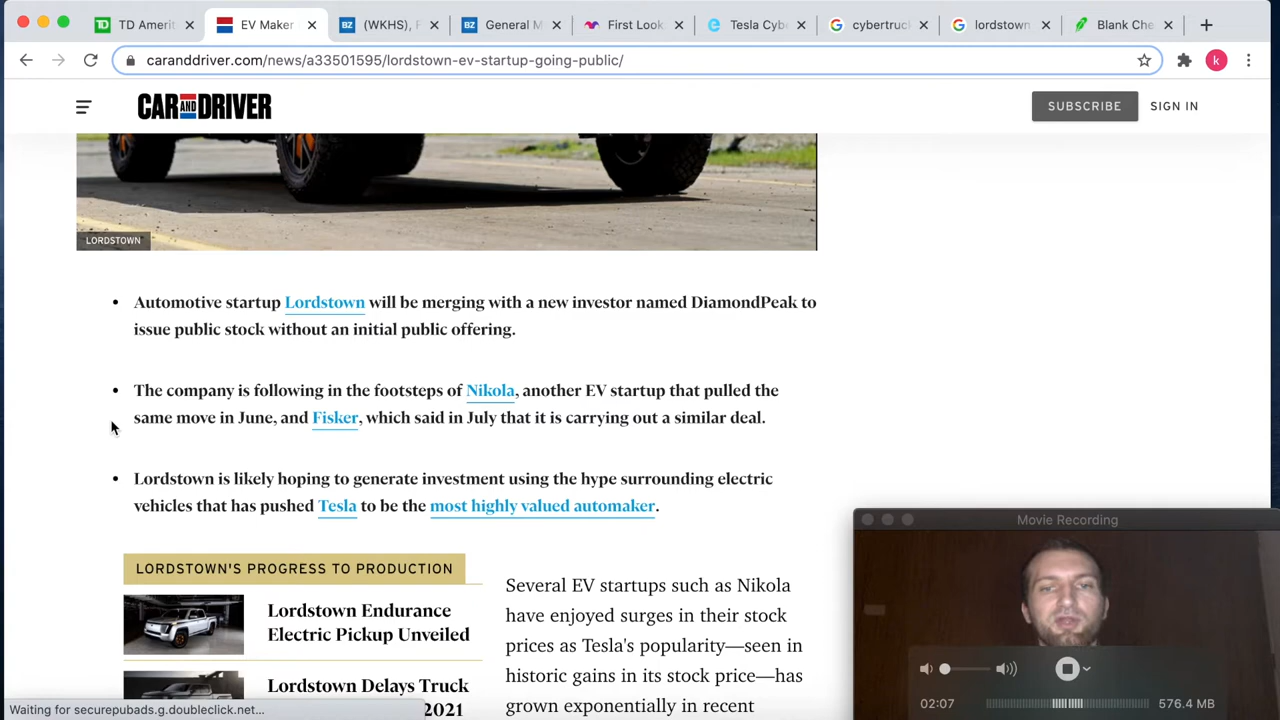 TD Amerit
EV Maker
(WKHS), F
General M
First Look
Tesla Cybe
cybertruc
lordstown
Blank Che
caranddriver.com/news/a33501595/lordstown-ev-startup-going-public/
CAR AND DRIVER
SUBSCRIBE
SIGN IN
LORDSTOWN
• Automotive startup Lordstown will be merging with a new investor named DiamondPeak to
issue public stock without an initial public offering.
• The company is following in the footsteps of Nikola, another EV startup that pulled the
same move in June, and Fisker, which said in July that it is carrying out a similar deal.
• Lordstown is likely hoping to generate investment using the hype surrounding electric
vehicles that has pushed Tesla to be the most highly valued automaker.
LORDSTOWN'S PROGRESS TO PRODUCTION
Lordstown Endurance
Electric Pickup Unveiled
Lordstown Delays Truck
2021
Several EV startups such as Nikola
have enjoyed surges in their stock
prices as Tesla's popularity—seen in
historic gains in its stock price—has
grown exponentially in recent
Waiting for securepubads.g.doubleclick.net...
Movie Recording
02:07
576.4 MB